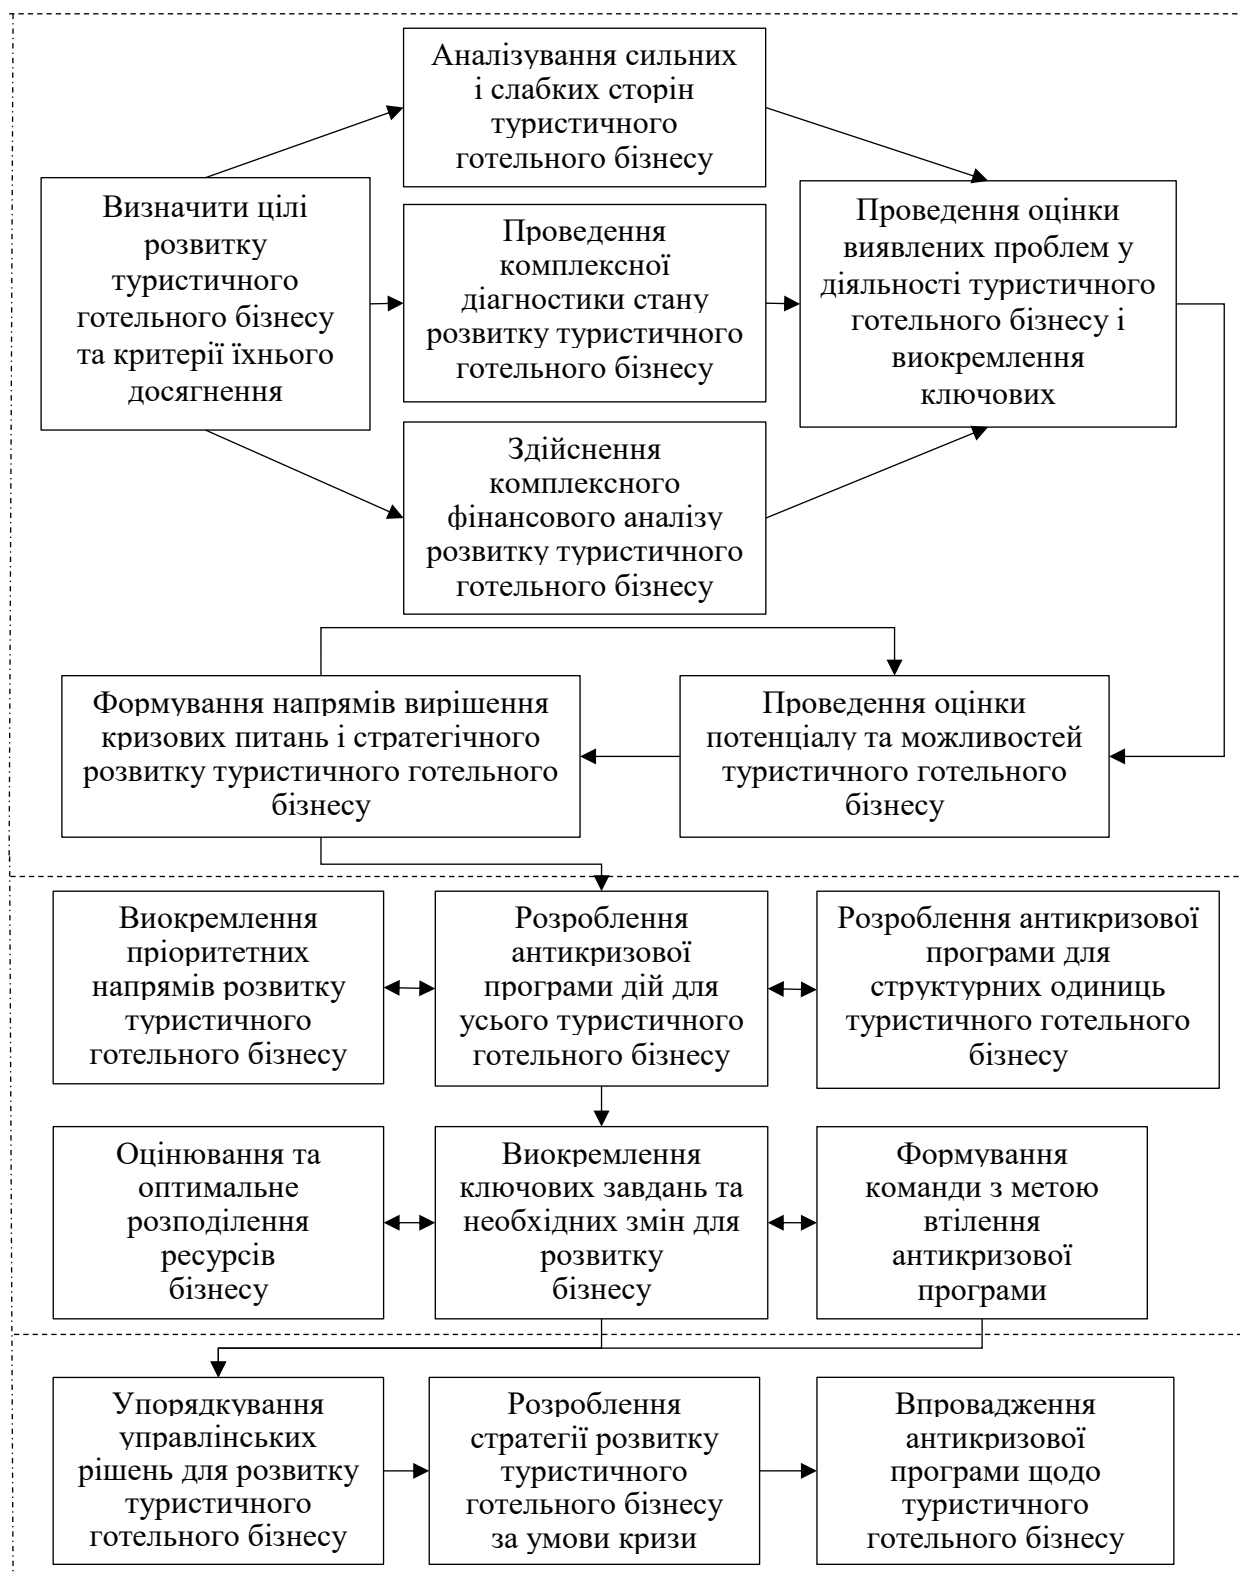 Аналізування сильних
і слабких сторін
туристичного
готельного бізнесу
Визначити цілі
розвитку
туристичного
готельного бізнесу
та критерії їхнього
досягнення
Проведення
комплексної
діагностики стану
розвитку туристичного
готельного бізнесу
Проведення оцінки
виявлених проблем у
діяльності туристичного
готельного бізнесу і
виокремлення
ключових
Здійснення
комплексного
фінансового аналізу
розвитку туристичного
готельного бізнесу
Формування напрямів вирішення
кризових питань і стратегічного
розвитку туристичного готельного
бізнесу
Проведення оцінки
потенціалу та можливостей
туристичного готельного
бізнесу
Виокремлення
пріоритетних
напрямів розвитку
туристичного
готельного бізнесу
Розроблення
антикризової
програми дій для
усього туристичного
готельного бізнесу
Розроблення антикризової
програми для
структурних одиниць
туристичного готельного
бізнесу
Оцінювання та
оптимальне
розподілення
ресурсів
бізнесу
Виокремлення
ключових завдань та
необхідних змін для
розвитку
бізнесу
Формування
команди з метою
втілення
антикризової
програми
Упорядкування
управлінських
рішень для розвитку
туристичного
готельного бізнесу
Розроблення
стратегії розвитку
туристичного
готельного бізнесу
за умови кризи
Впровадження
антикризової
програми щодо
туристичного
готельного бізнесу